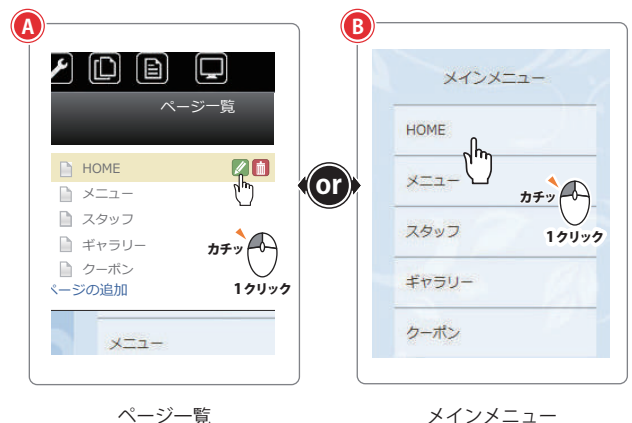 A
ページ一覧
HOME
メニュー
スタッフ
ギャラリー
クーポン
ページの追加
カチッ
1クリック
メニュー
ページ一覧
or
B
メインメニュー
HOME
メニュー
スタッフ
ギャラリー
クーポン
カチッ
1クリック
メインメニュー